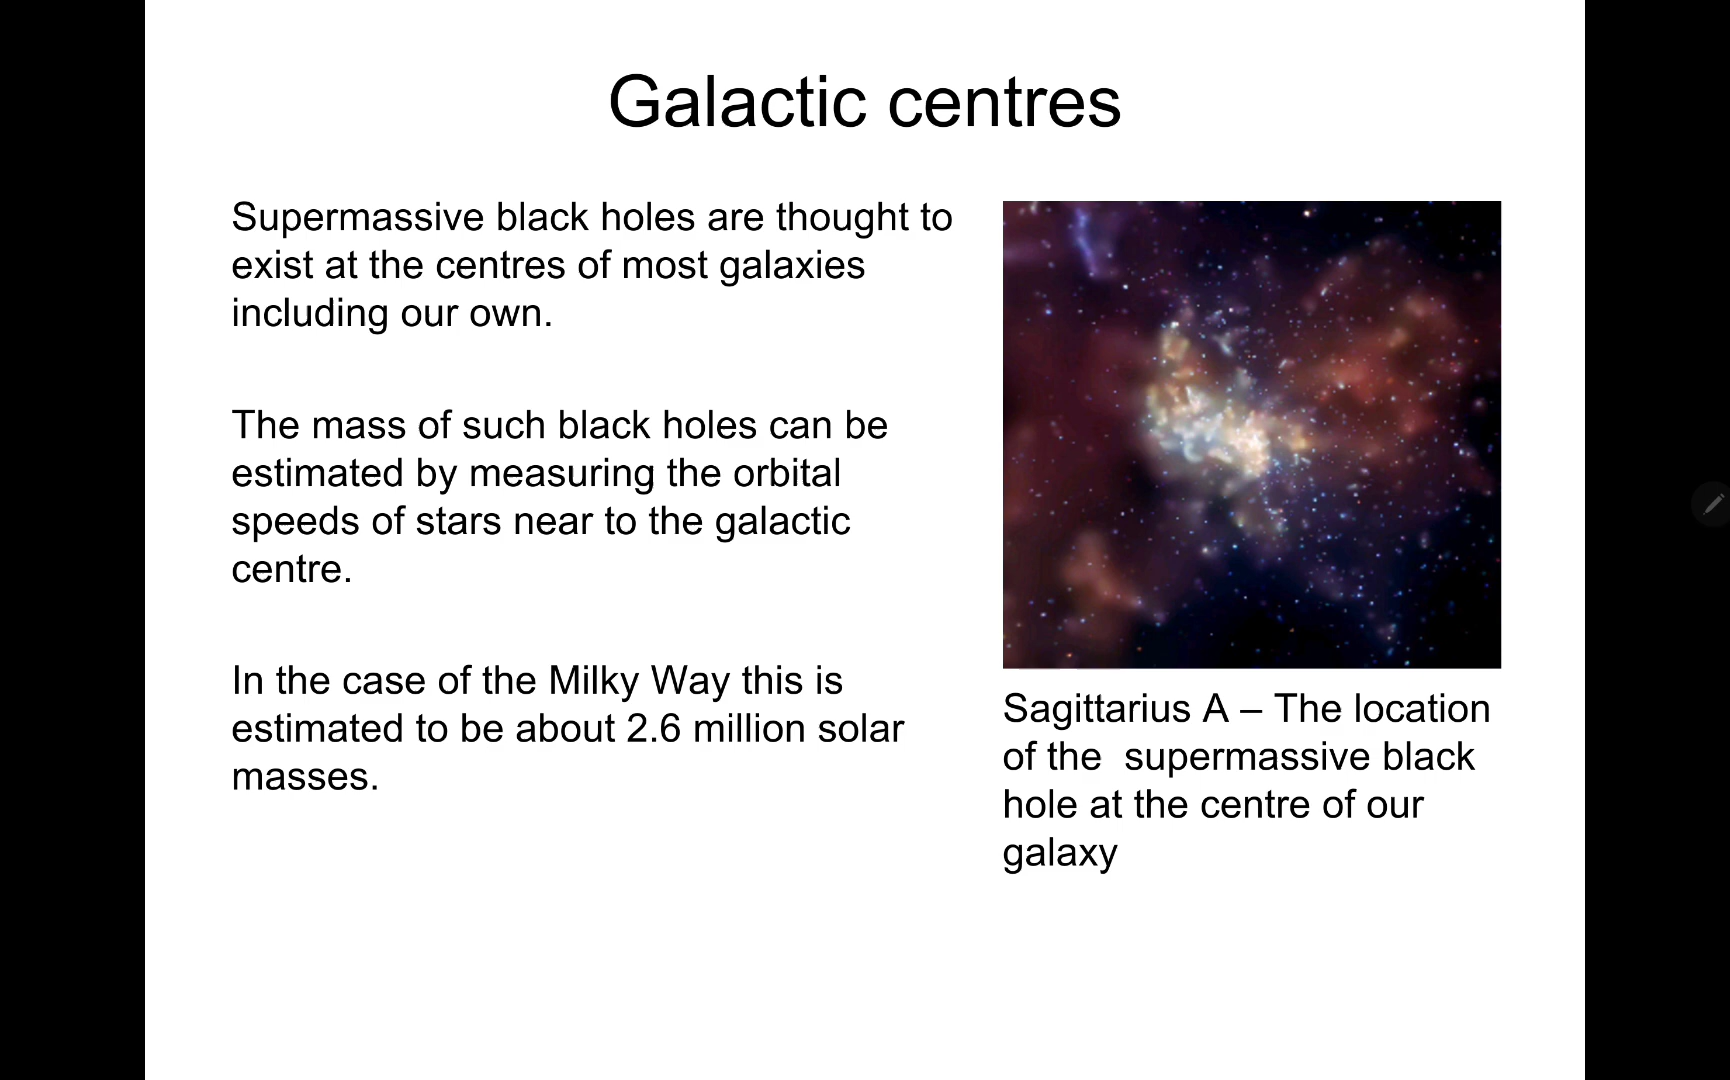 Galactic centres
Supermassive black holes are thought to
exist at the centres of most galaxies
including our own.
The mass of such black holes can be
estimated by measuring the orbital
speeds of stars near to the galactic
centre.
In the case of the Milky Way this is
estimated to be about 2.6 million solar
masses.
Sagittarius A – The location
of the  supermassive black
hole at the centre of our
galaxy